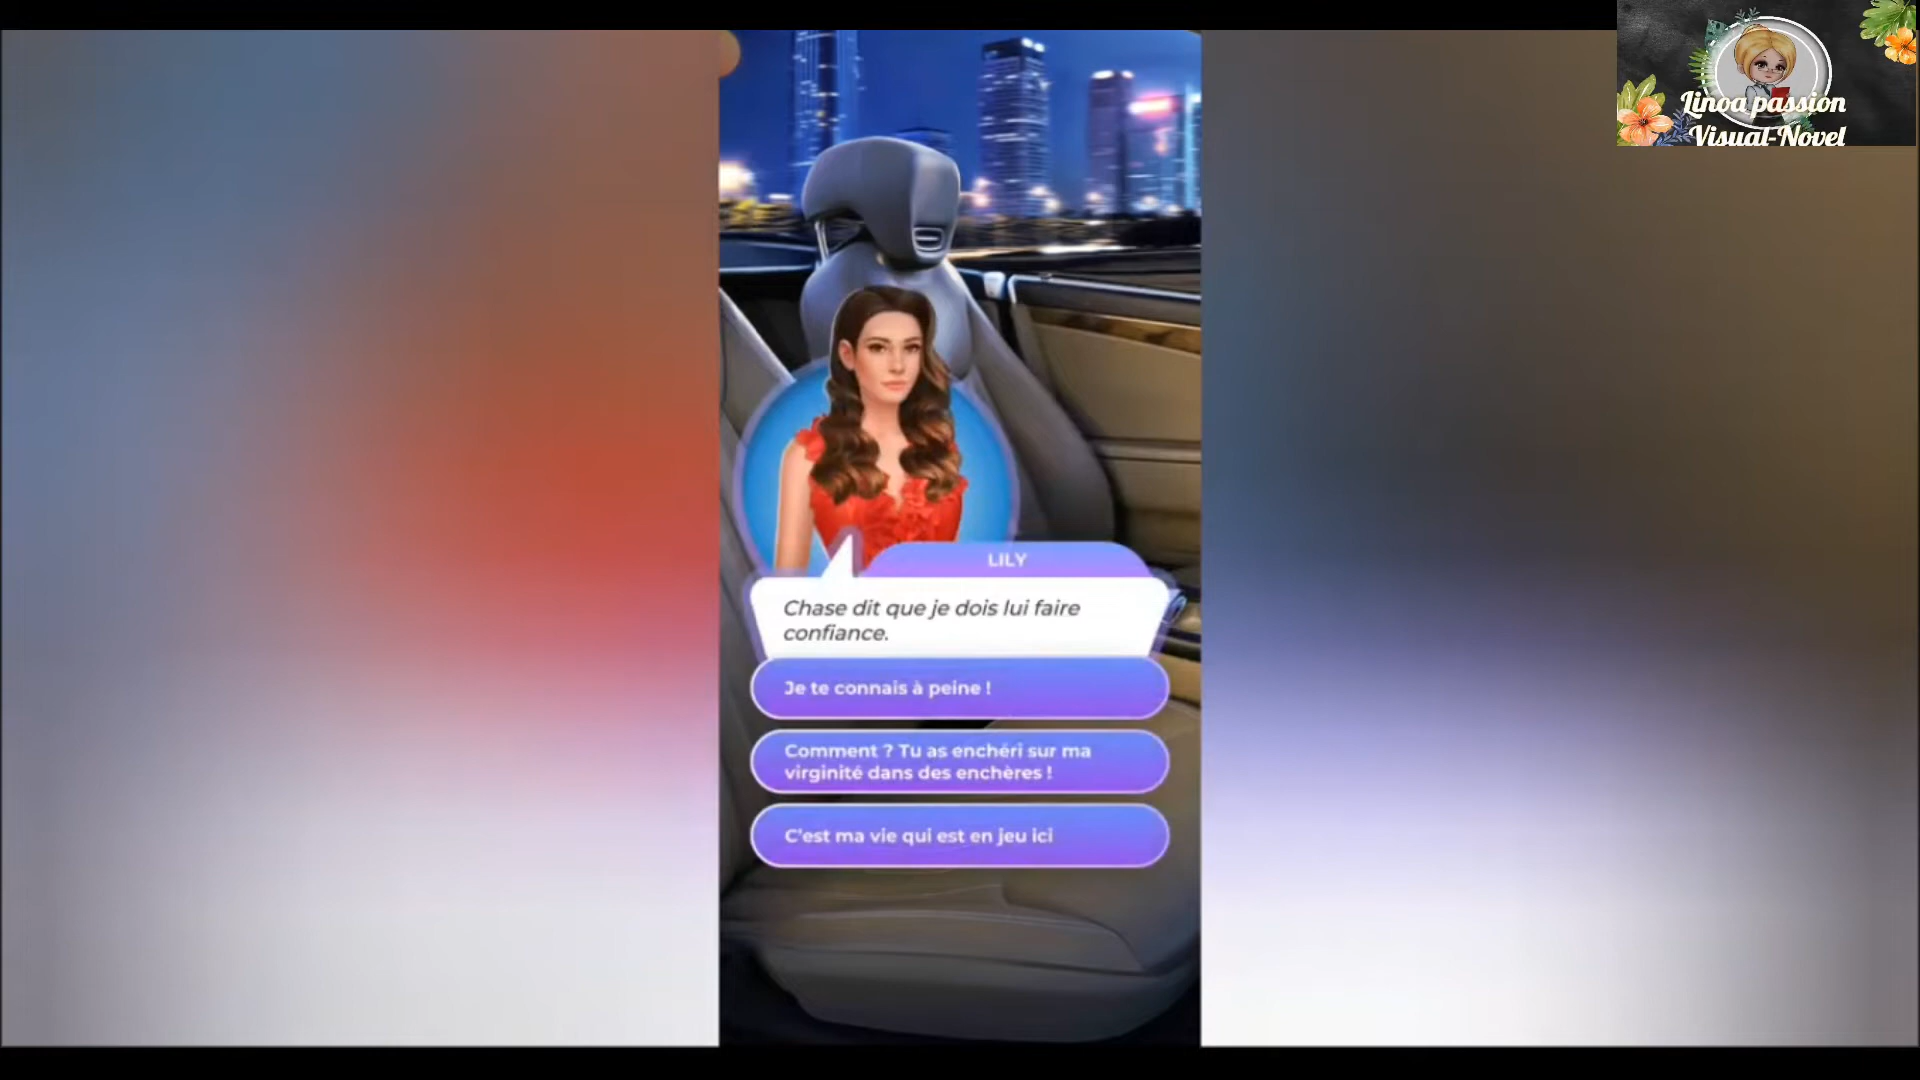 Linoa passion
Visual-Novel
LILY
Chase dit que je dois lui faire
confiance.
Je te connais à peine !
Comment ? Tu as enchéri sur ma
virginité dans des enchères !
C'est ma vie qui est en jeu ici